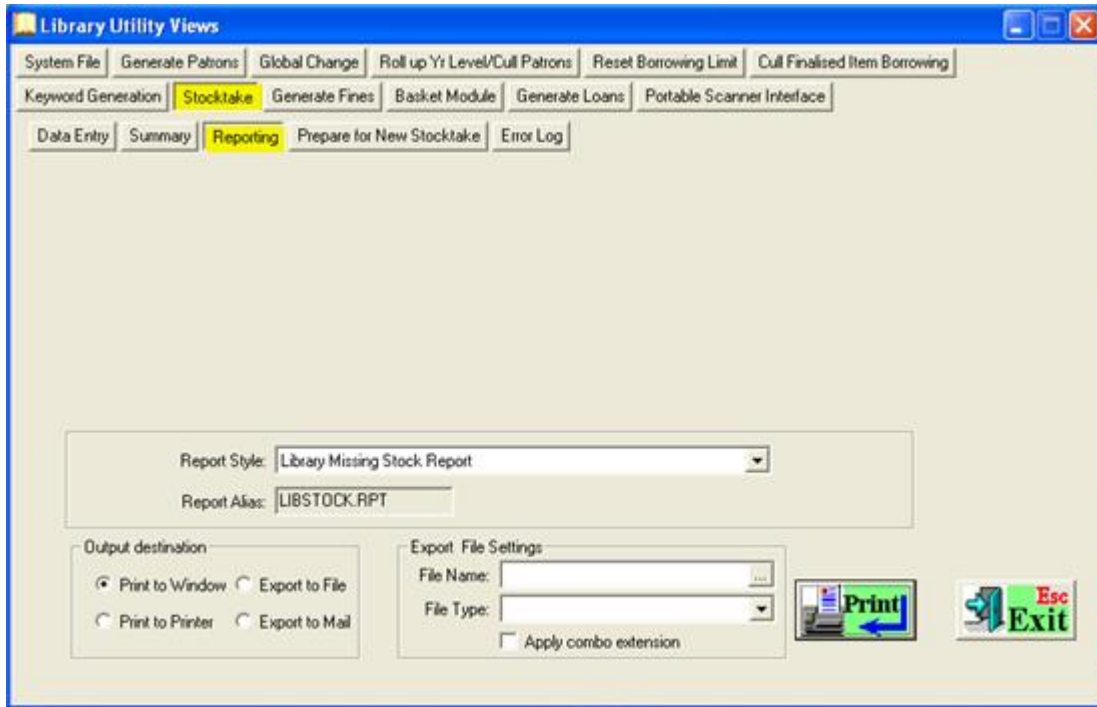 Library Utility Views
System File Generate Patrons Global Change Roll up Yr Level/Cull Patrons Reset Borrowing Limit Cull Finalised Item Borrowing
Keyword Generation Stocktake Generate Fines Basket Module Generate Loans Portable Scanner Interface
Data Entry Summary Reporting Prepare for New Stocktake Error Log
Report Style: Library Missing Stock Report
Report Alias: LIBSTOCK.RPT
Output destination
Print to Window Export to File
Print to Printer Export to Mail
Export File Settings
File Name: ...
File Type:
Apply combo extension
Print
Esc
Exit